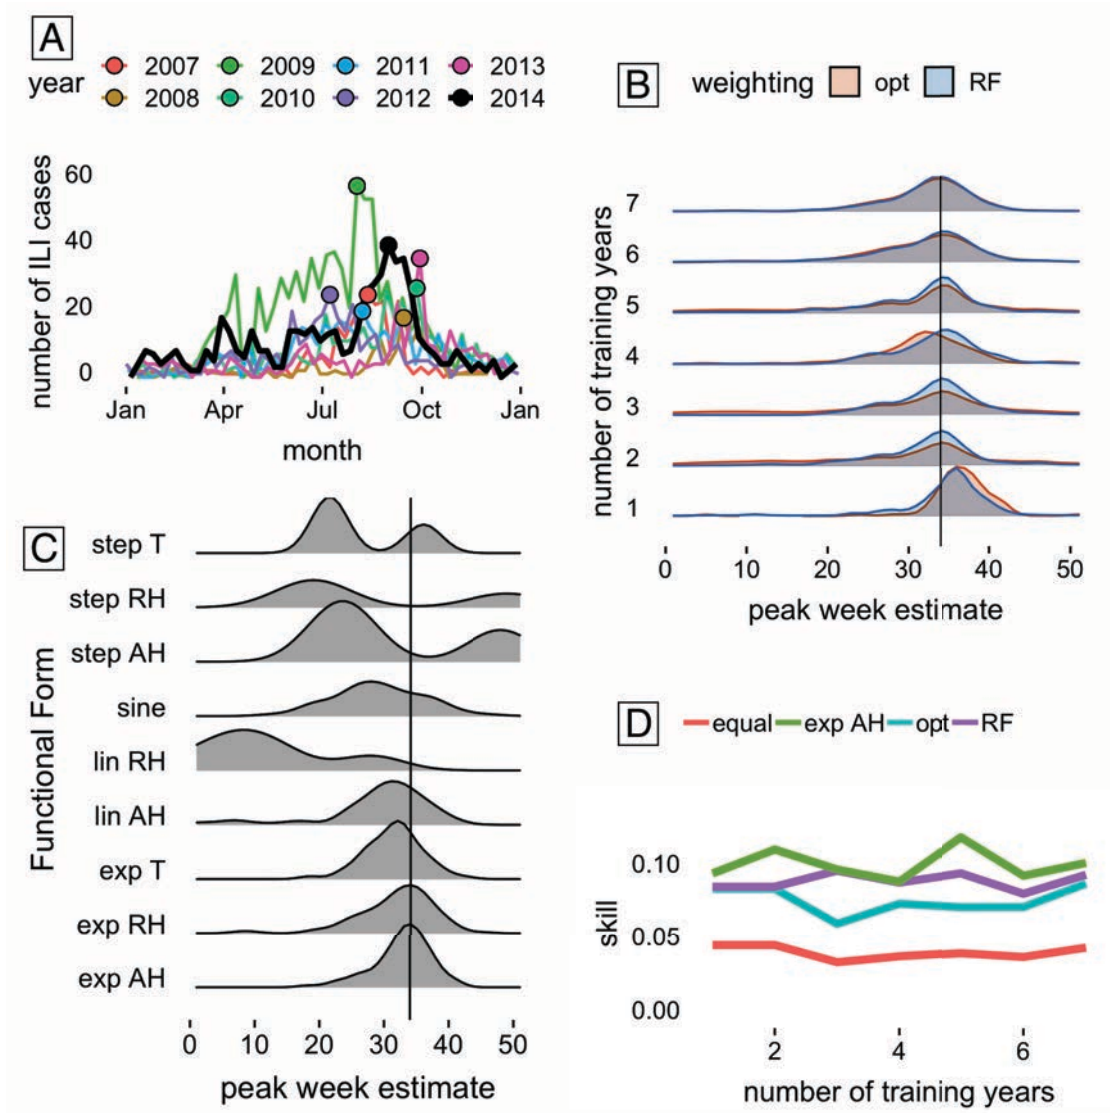 A
year
2007 2009 2011 2013
2008 2010 2012 2014
number of ILI cases
60
40
20
0
Jan Apr Jul Oct Jan
month
B
weighting opt RF
number of training years
7
6
5
4
3
2
1
0 10 20 30 40 50
peak week estimate
C
Functional Form
step T
step RH
step AH
sine
lin RH
lin AH
exp T
exp RH
exp AH
0 10 20 30 40 50
peak week estimate
D
equal exp AH opt RF
skill
0.10
0.05
0.00
2 4 6
number of training years